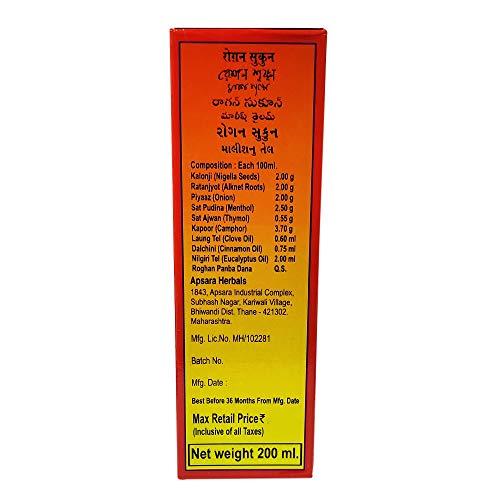 रोग़न सुकुन
రాగన్ సుకూన్
રોગન સુકુન
માલીશનુ તેલ
Composition : Each 100ml.
Kalonji (Nigella Seeds) 2.00 g
Ratanjyot (Alknet Roots) 2.00 g
Piyaaz (Onion) 2.00 g
Sat Pudina (Menthol) 2.50 g
Sat Ajwan (Thymol) 0.55 g
Kapoor (Camphor) 3.70 g
Laung Tel (Clove Oil) 0.60 ml
Dalchini (Cinnamon Oil) 0.75 ml
Nilgiri Tel (Eucalyptus Oil) 2.00 ml
Roghan Panba Dana Q.S.
Apsara Herbals
1843, Apsara Industrial Complex,
Subhash Nagar, Kariwali Village,
Bhiwandi Dist. Thane - 421302.
Maharashtra.
Mfg. Lic.No. MH/102281
Batch No.
Mfg. Date :
Best Before 36 Months From Mfg. Date
Max Retail Price ₹
(Inclusive of all Taxes)
Net weight 200 ml.